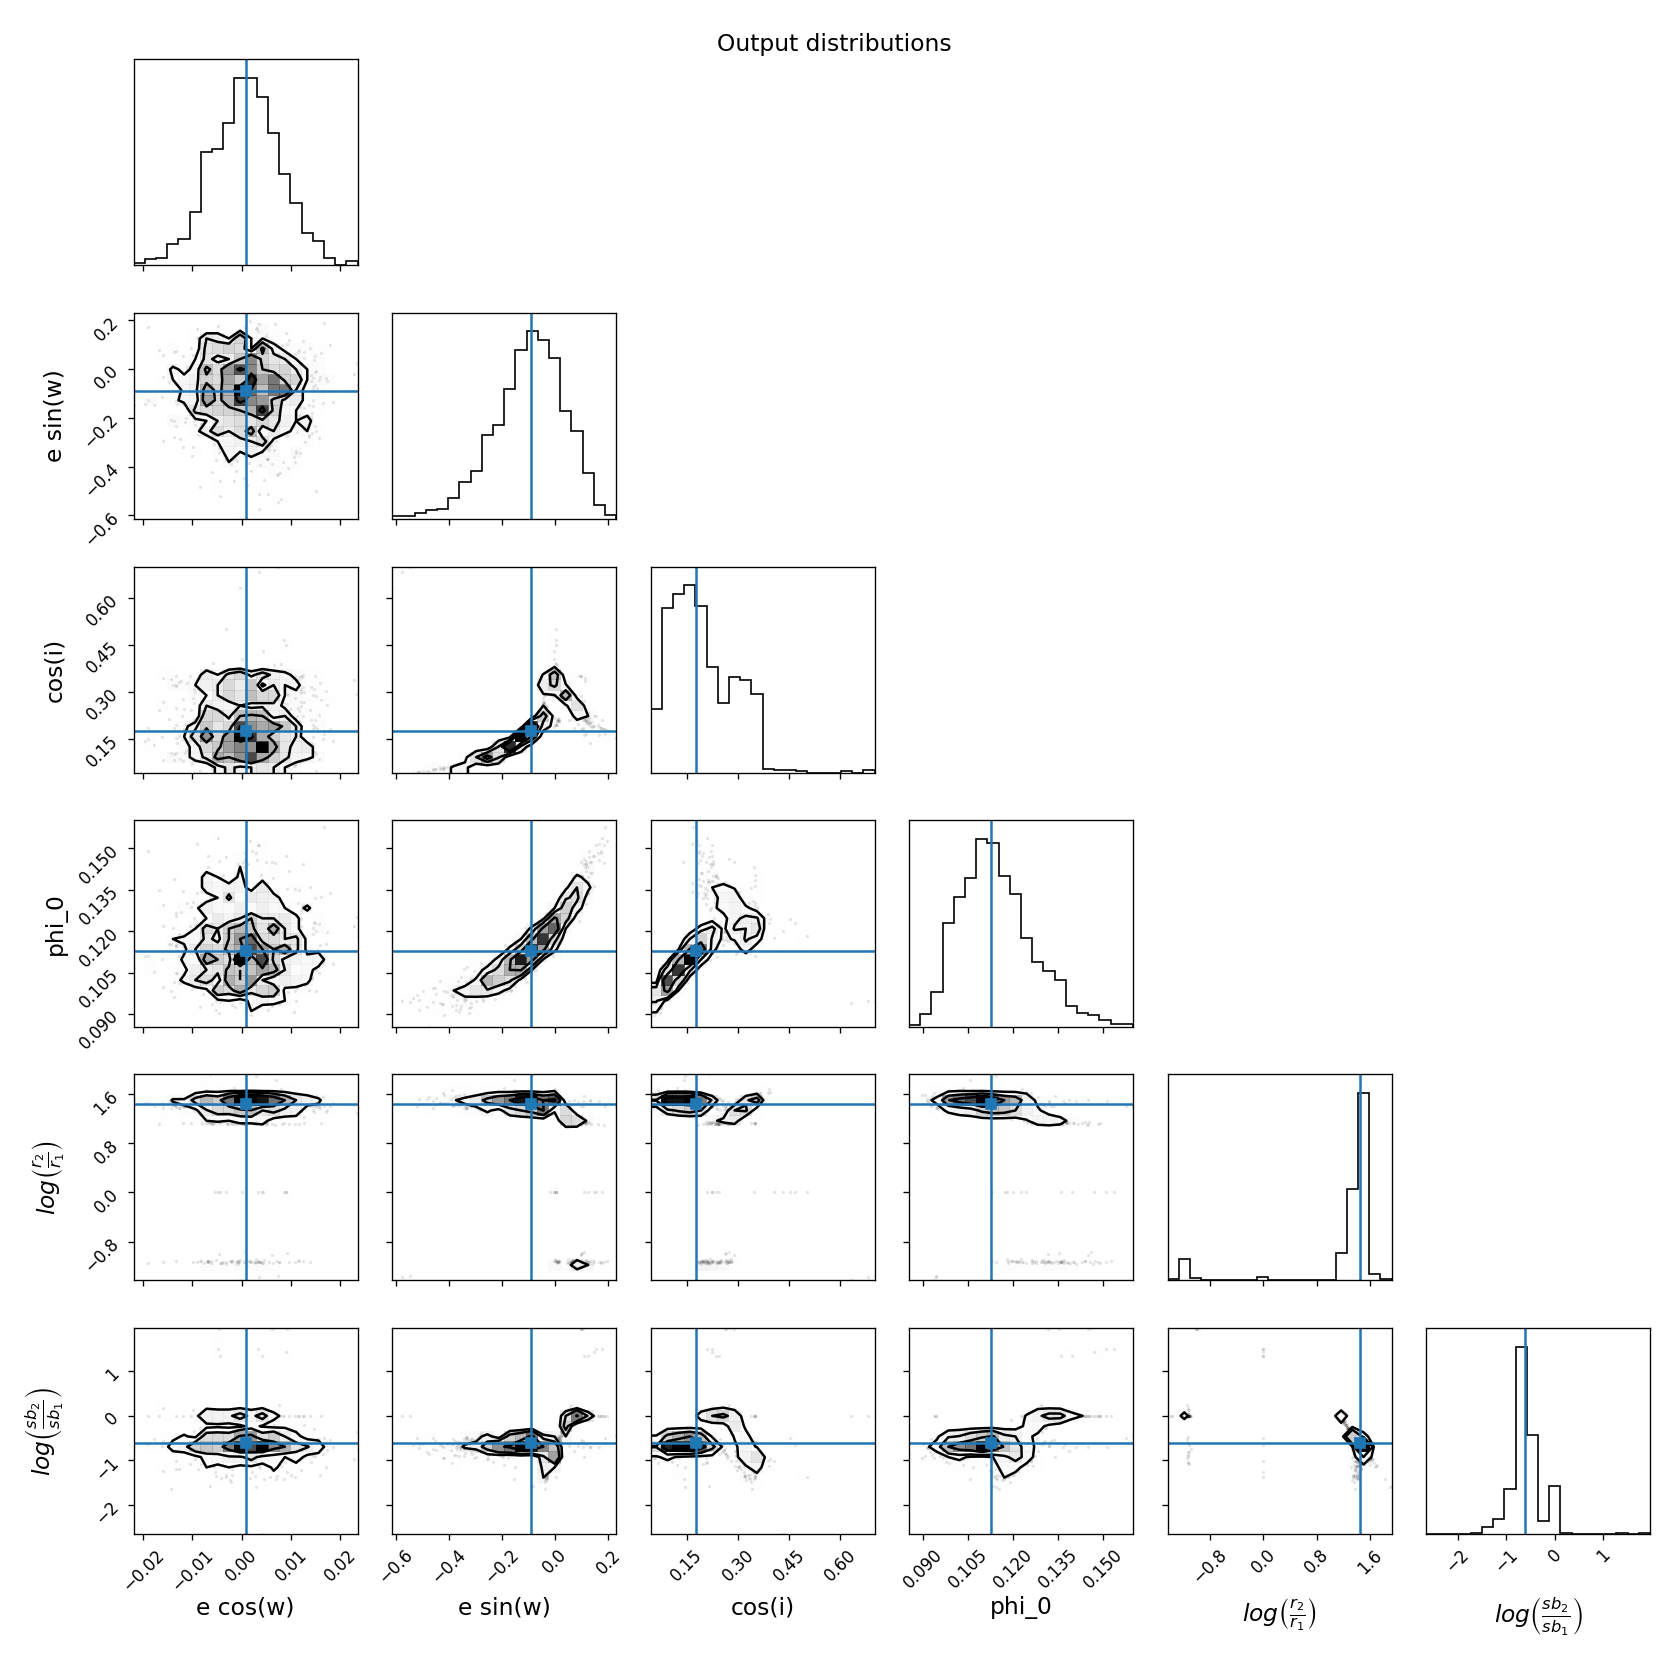 Output distributions
0.2
0.0
−0.2
−0.4
−0.6
e sin(w)
0.60
0.45
0.30
0.15
cos(i)
0.150
0.135
0.120
0.105
0.090
phi_0
1.6
0.8
0.0
−0.8
log(r₂/r₁)
1
0
−1
−2
log(sb₂/sb₁)
−0.02 −0.01 0.00 0.01 0.02
−0.6 −0.4 −0.2 0.0 0.2
0.15 0.30 0.45 0.60
0.090 0.105 0.120 0.135 0.150
−0.8 0.0 0.8 1.6
−2 −1 0 1
e cos(w)
e sin(w)
cos(i)
phi_0
log(r₂/r₁)
log(sb₂/sb₁)